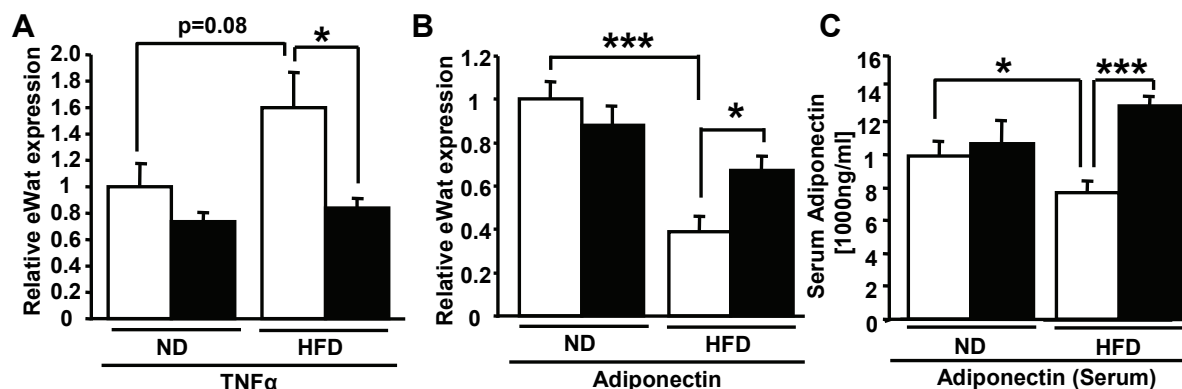 A
Relative eWat expression
2.0
1.8
1.6
1.4
1.2
1
0.8
0.6
0.4
0.2
0
p=0.08
*
ND
HFD
TNFα
B
Relative eWat expression
1.2
1
0.8
0.6
0.4
0.2
0
***
*
ND
HFD
Adiponectin
C
Serum Adiponectin
[1000ng/ml]
16
14
12
10
8
6
4
2
0
*
***
ND
HFD
Adiponectin (Serum)